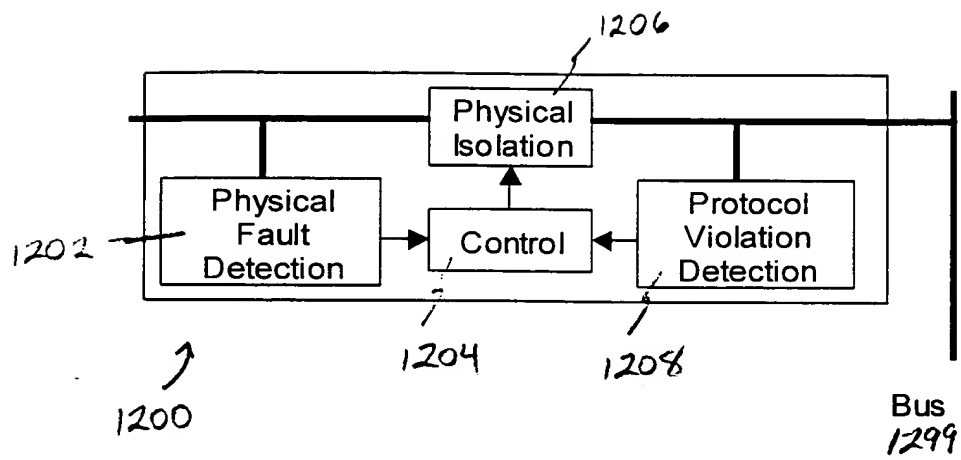 1206
Physical
Isolation
Physical
Fault
Detection
Control
Protocol
Violation
Detection
1202
1204
1208
1200
Bus
1299